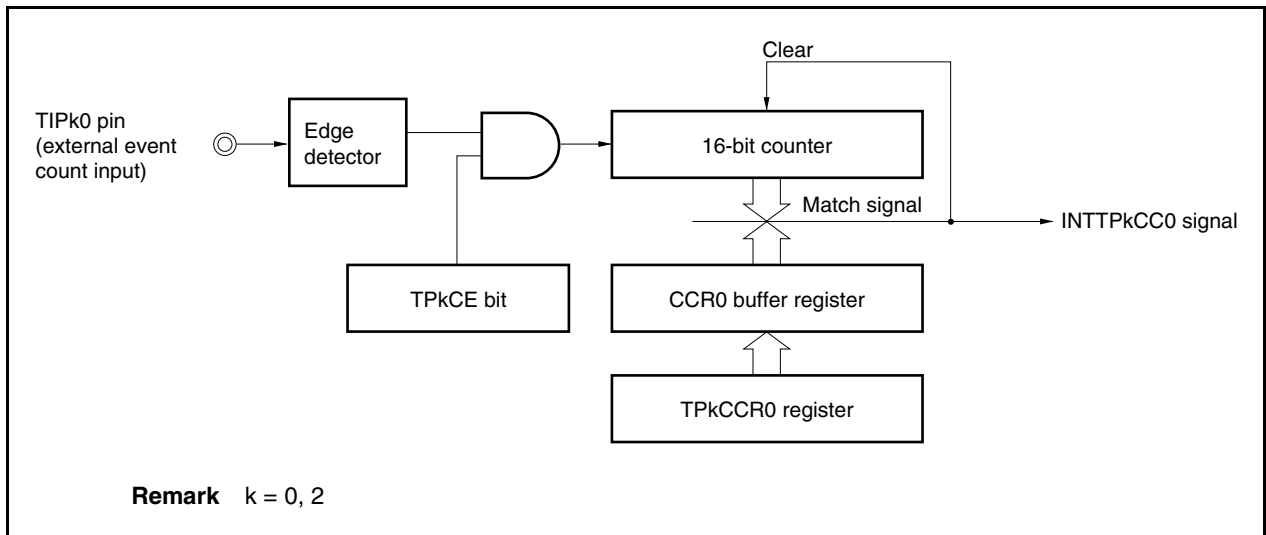 Clear
TIPk0 pin
(external event
count input)
Edge
detector
16-bit counter
Match signal
INTTPkCC0 signal
TPkCE bit
CCR0 buffer register
TPkCCR0 register
Remark k = 0, 2